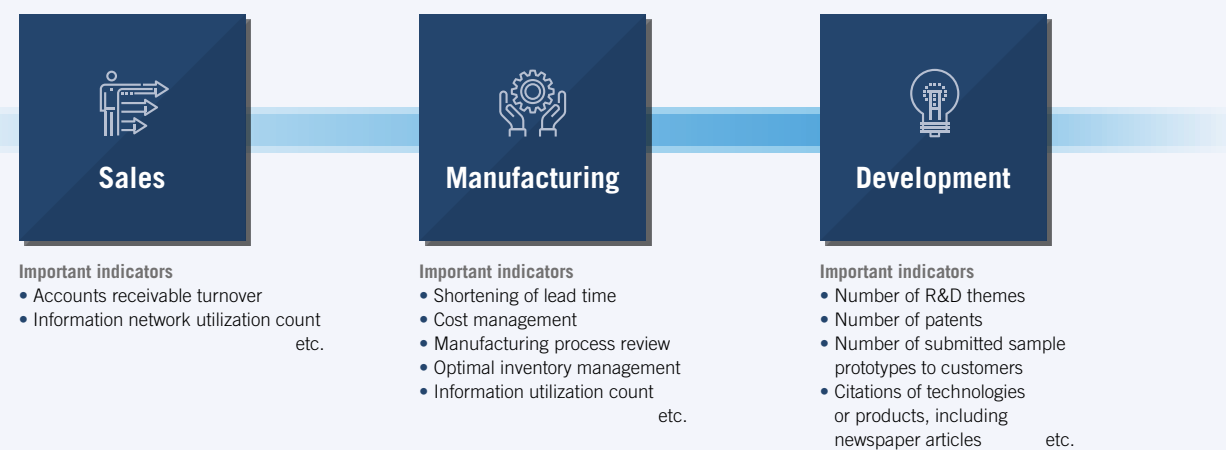 Sales
Important indicators
• Accounts receivable turnover
• Information network utilization count
etc.
Manufacturing
Important indicators
• Shortening of lead time
• Cost management
• Manufacturing process review
• Optimal inventory management
• Information utilization count
etc.
Development
Important indicators
• Number of R&D themes
• Number of patents
• Number of submitted sample
prototypes to customers
• Citations of technologies
or products, including
newspaper articles etc.